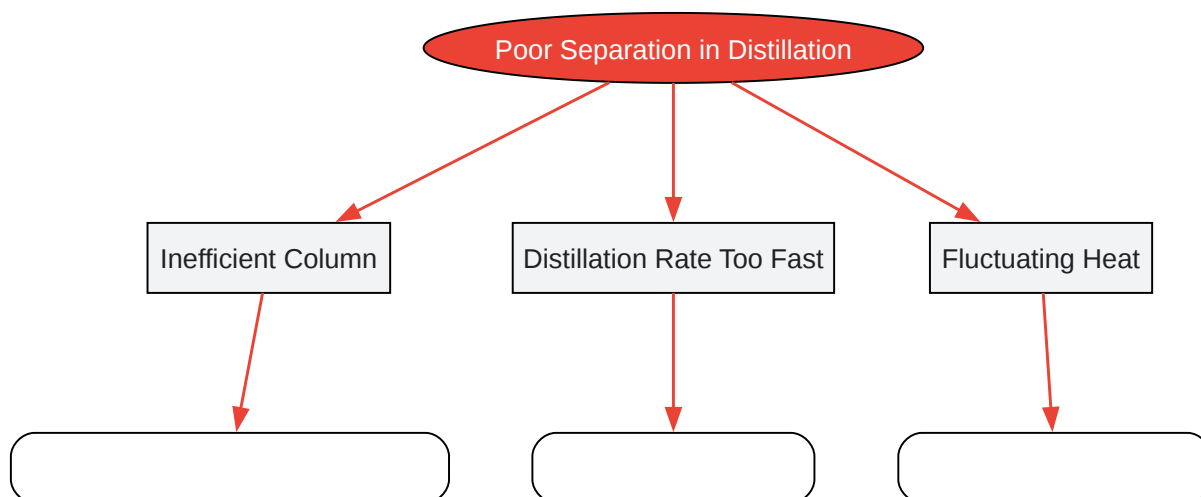 Poor Separation in Distillation
Inefficient Column
Distillation Rate Too Fast
Fluctuating Heat